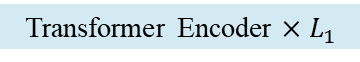 Transformer Encoder × L₁